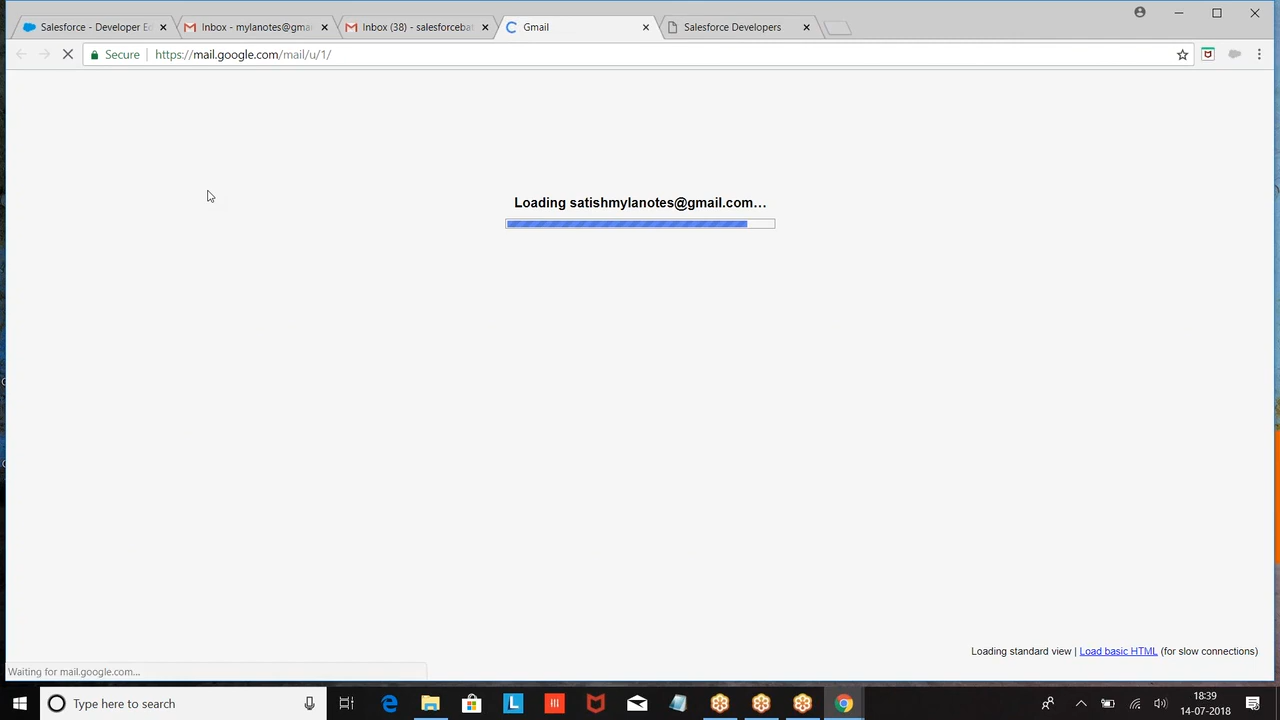 Salesforce - Developer Ed
Inbox - mylanotes@gmai
Inbox (38) - salesforcebat
Gmail
Salesforce Developers
Secure
https://mail.google.com/mail/u/1/
Loading satishmylanotes@gmail.com…
Loading standard view | Load basic HTML (for slow connections)
Waiting for mail.google.com...
Type here to search
L
18:39
14-07-2018